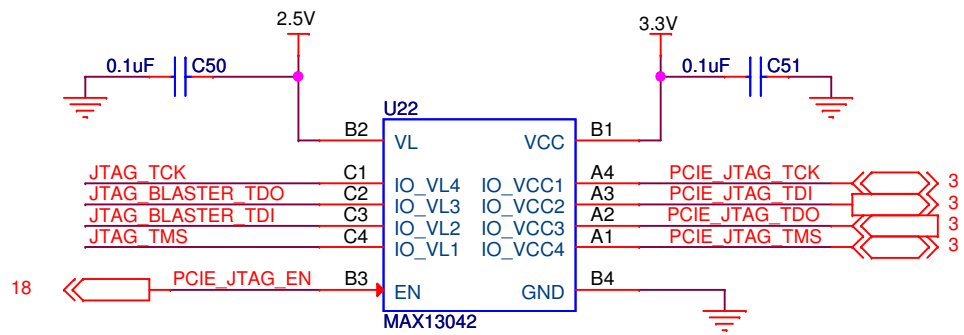 2.5V 3.3V
0.1uF C50 0.1uF C51
U22
B2 VL VCC B1
JTAG_TCK C1 IO_VL4 IO_VCC1 A4 PCIE_JTAG_TCK 3
JTAG_BLASTER_TDO C2 IO_VL3 IO_VCC2 A3 PCIE_JTAG_TDI 3
JTAG_BLASTER_TDI C3 IO_VL2 IO_VCC3 A2 PCIE_JTAG_TDO 3
JTAG_TMS C4 IO_VL1 IO_VCC4 A1 PCIE_JTAG_TMS 3
18 PCIE_JTAG_EN B3 EN GND B4
MAX13042